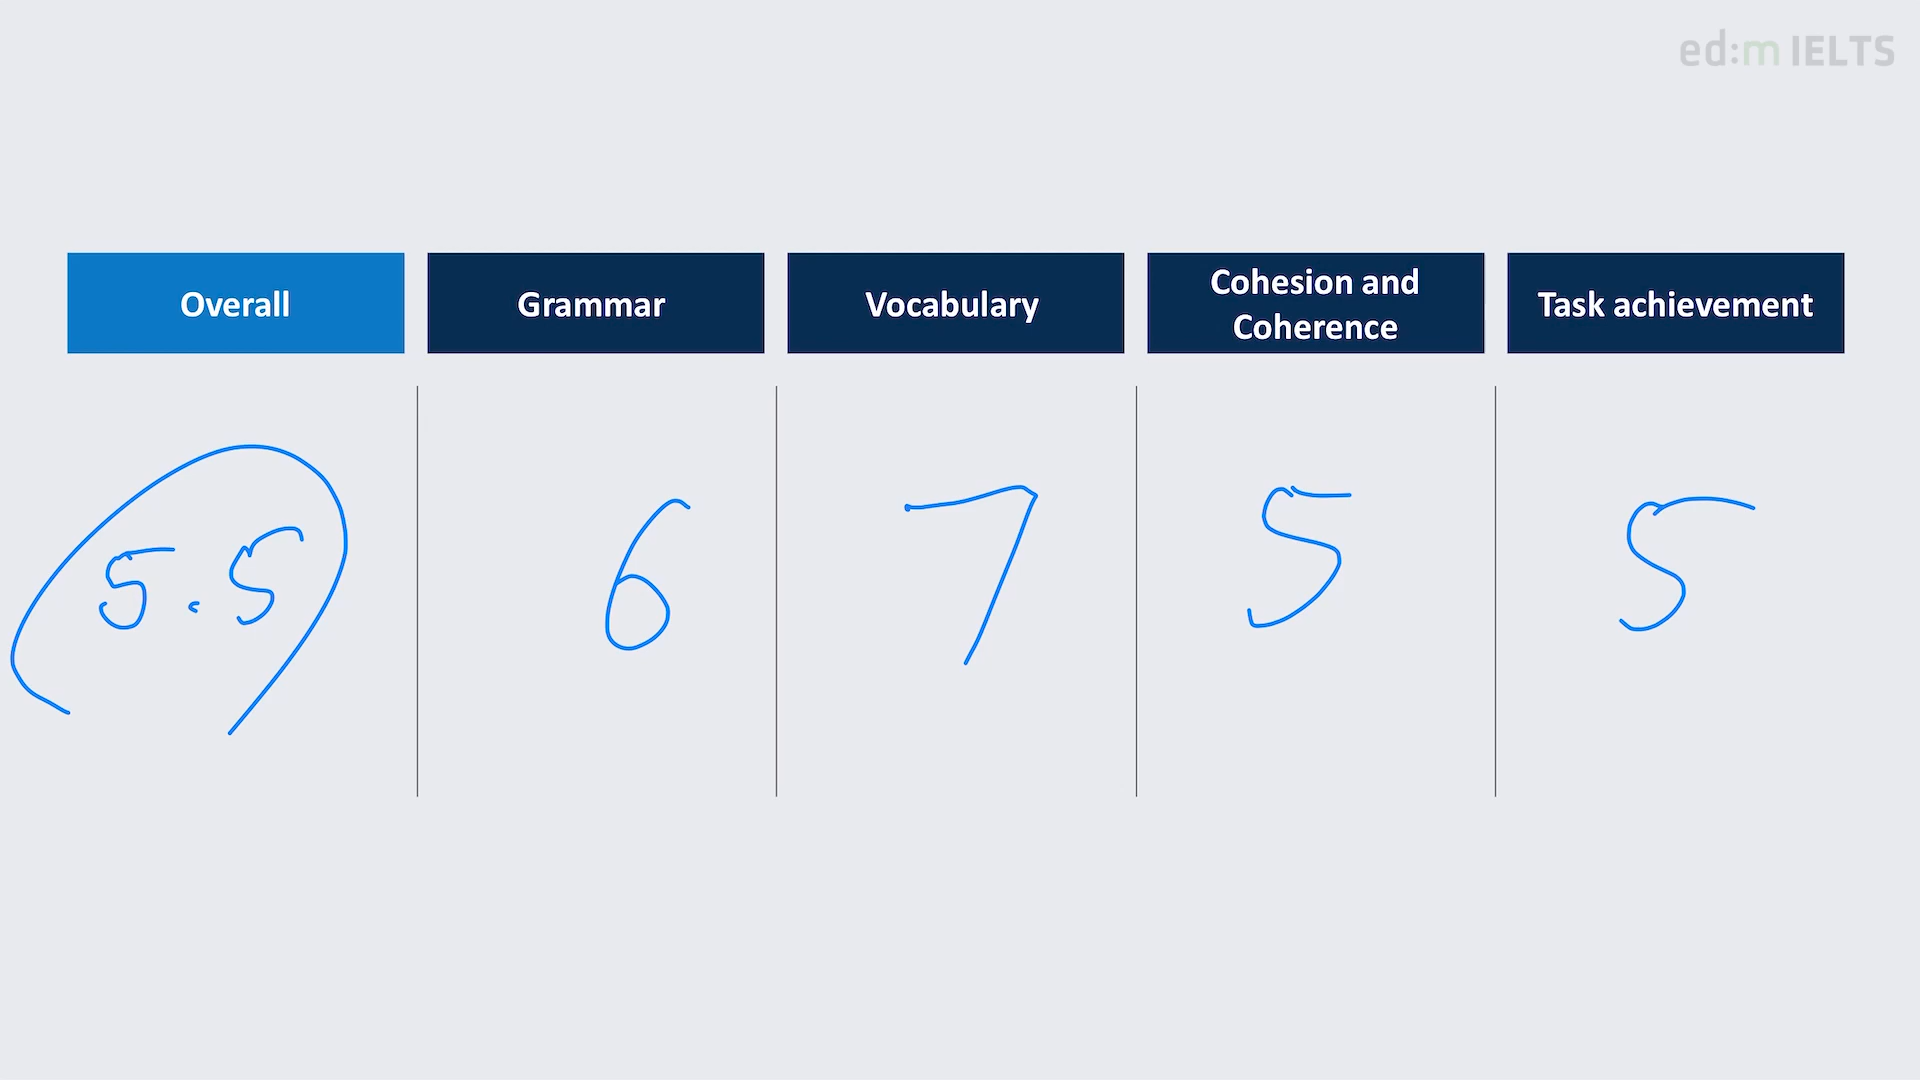 ed:m IELTS
Overall
Grammar
Vocabulary
Cohesion and
Coherence
Task achievement
5.5
6
7
5
5